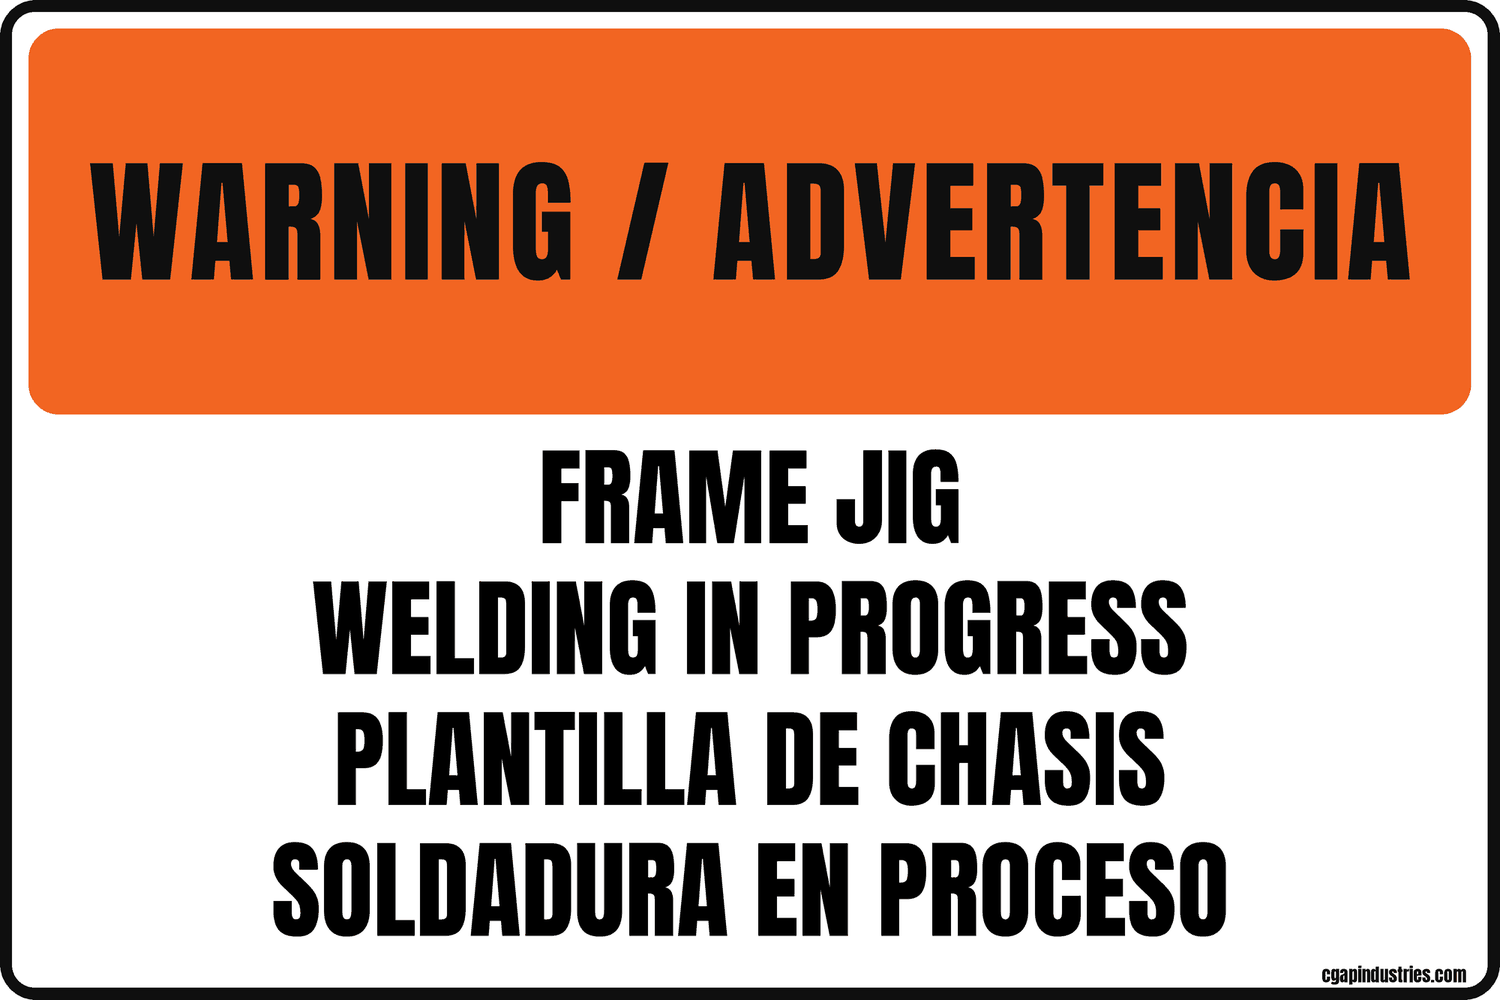 WARNING / ADVERTENCIA
FRAME JIG
WELDING IN PROGRESS
PLANTILLA DE CHASIS
SOLDADURA EN PROCESO
cgapindustries.com